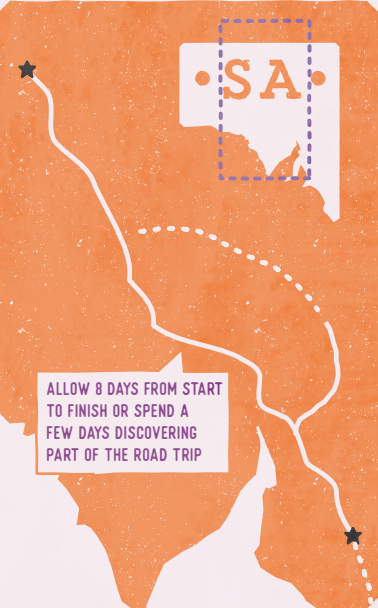 • SA •
ALLOW 8 DAYS FROM START
TO FINISH OR SPEND A
FEW DAYS DISCOVERING
PART OF THE ROAD TRIP